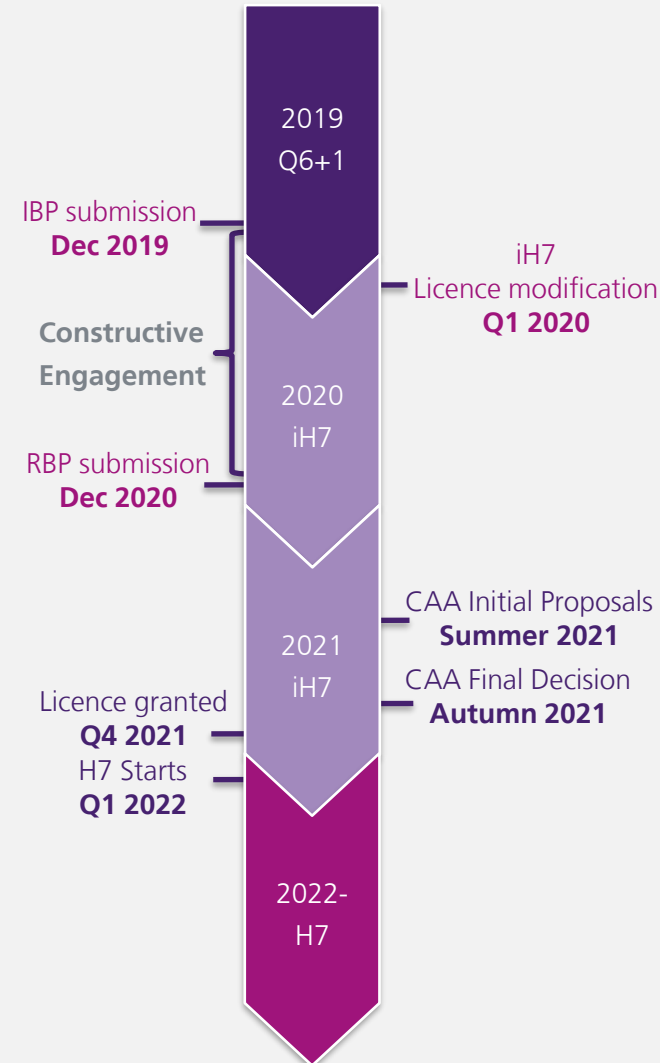 2019
Q6+1
IBP submission
Dec 2019
iH7
Licence modification
Q1 2020
Constructive
Engagement
2020
iH7
RBP submission
Dec 2020
CAA Initial Proposals
Summer 2021
2021
iH7
CAA Final Decision
Autumn 2021
Licence granted
Q4 2021
H7 Starts
Q1 2022
2022-
H7